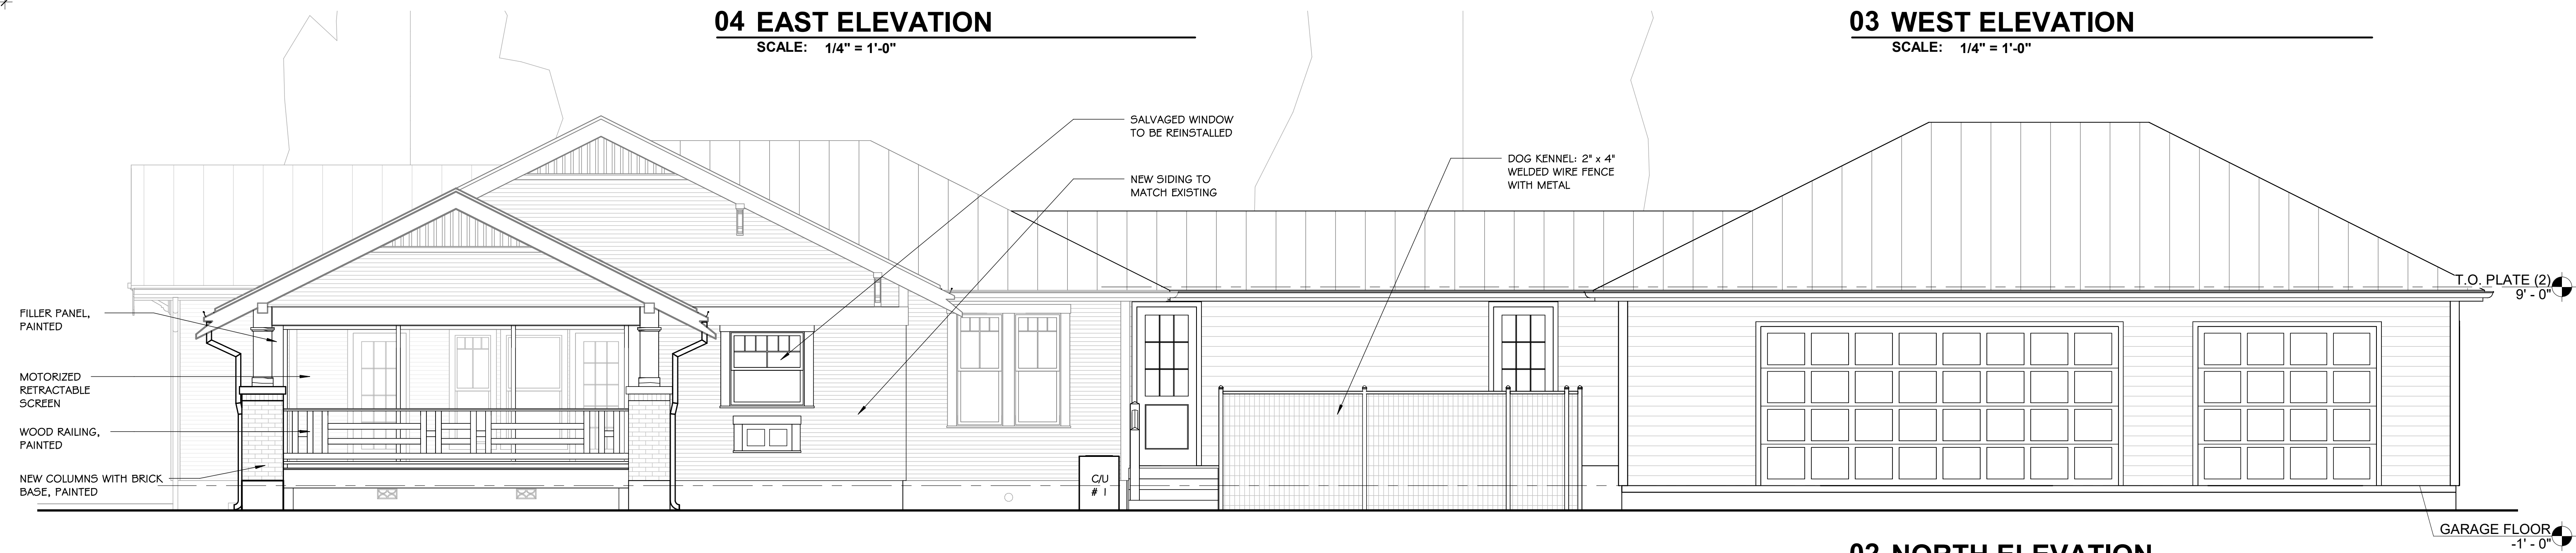 04 EAST ELEVATION
SCALE: 1/4" = 1'-0"
03 WEST ELEVATION
SCALE: 1/4" = 1'-0"
SALVAGED WINDOW
TO BE REINSTALLED
NEW SIDING TO
MATCH EXISTING
DOG KENNEL: 2" x 4"
WELDED WIRE FENCE
WITH METAL
T.O. PLATE (2)
9' - 0"
FILLER PANEL,
PAINTED
MOTORIZED
RETRACTABLE
SCREEN
WOOD RAILING,
PAINTED
NEW COLUMNS WITH BRICK
BASE, PAINTED
C/U
# 1
GARAGE FLOOR
-1' - 0"
02 NORTH ELEVATION